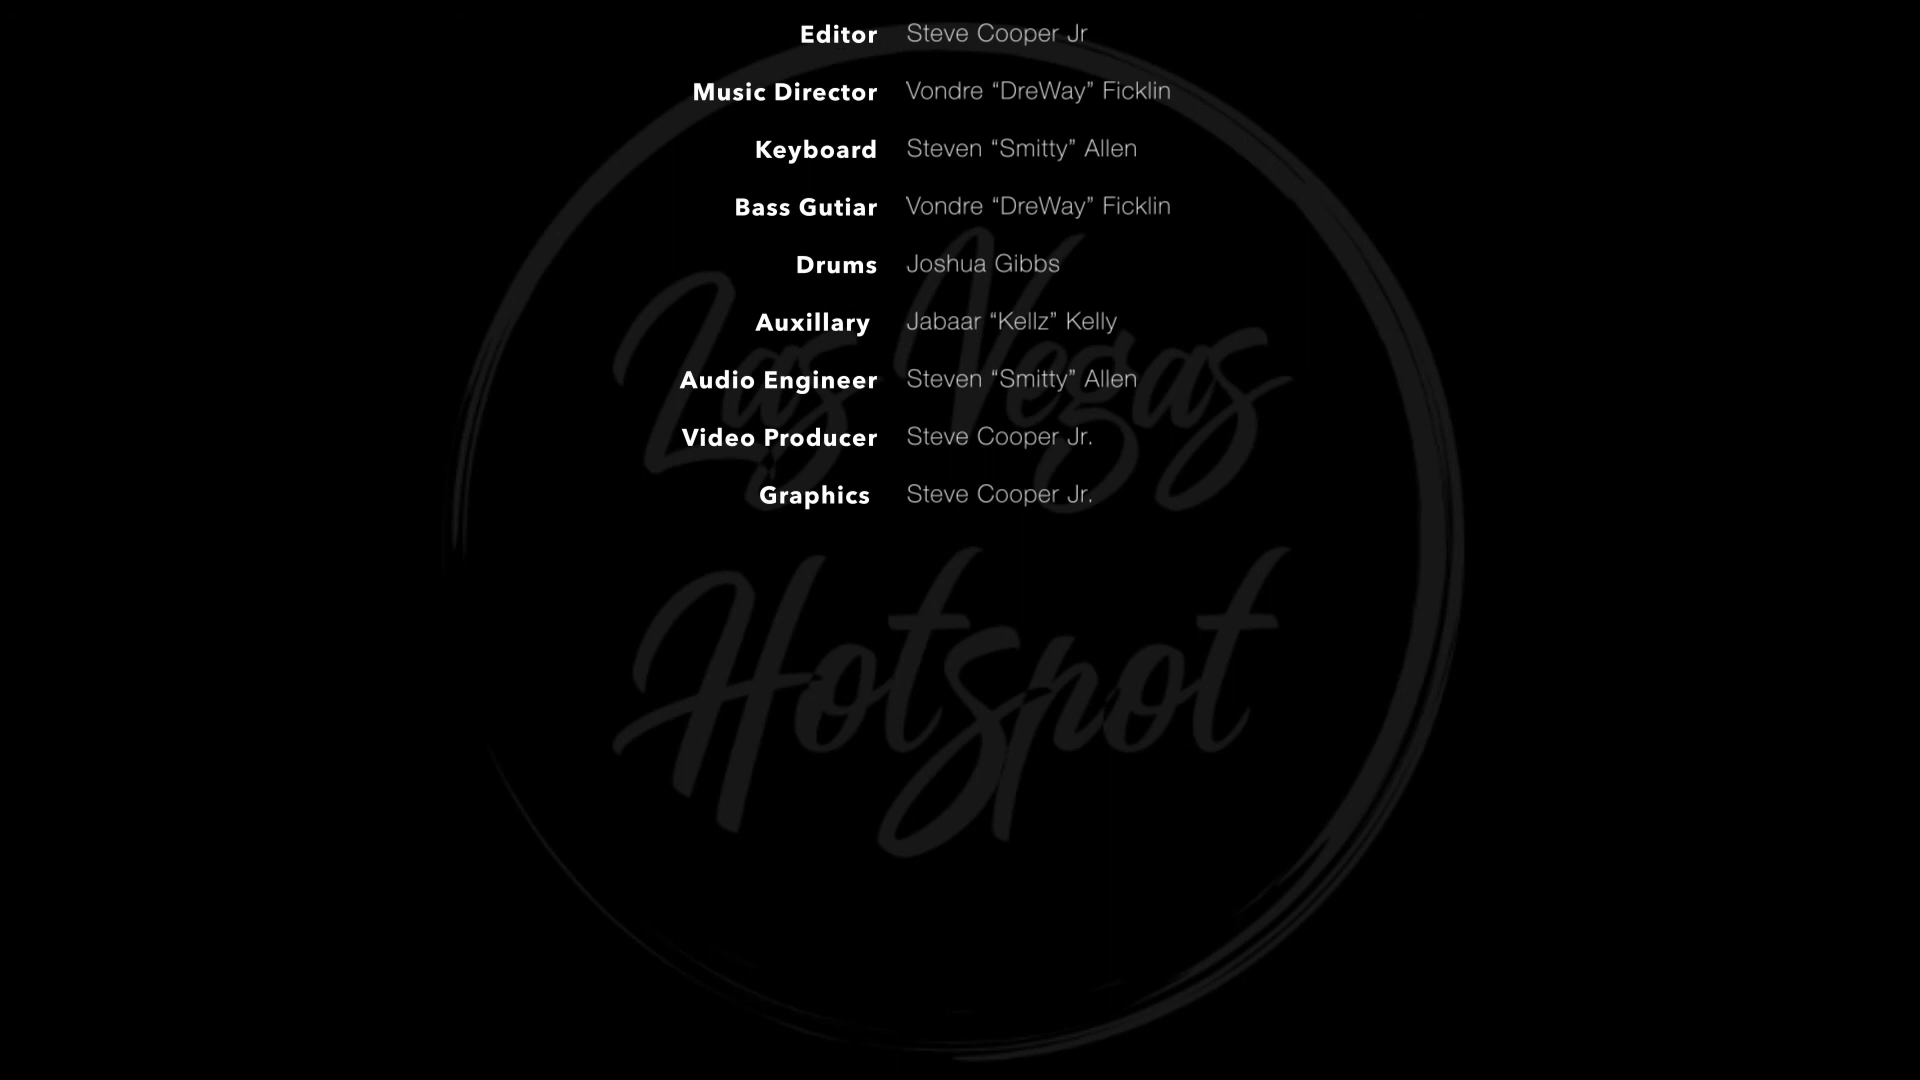 Editor Steve Cooper Jr
Music Director Vondre “DreWay” Ficklin
Keyboard Steven “Smitty” Allen
Bass Gutiar Vondre “DreWay” Ficklin
Drums Joshua Gibbs
Auxillary Jabaar “Kellz” Kelly
Audio Engineer Steven “Smitty” Allen
Video Producer Steve Cooper Jr.
Graphics Steve Cooper Jr.
Las Vegas
Hotspot